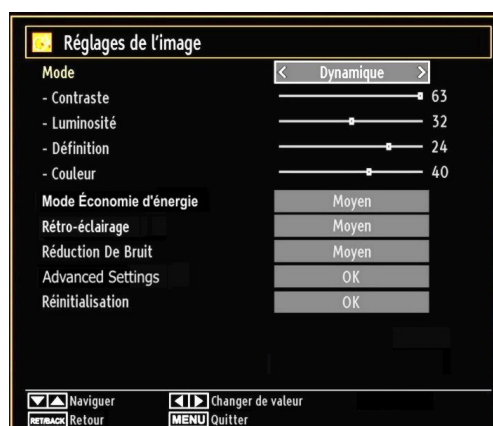 Réglages de l'image
Mode < Dynamique >
- Contraste 63
- Luminosité 32
- Définition 24
- Couleur 40
Mode Économie d'énergie Moyen
Rétro-éclairage Moyen
Réduction De Bruit Moyen
Advanced Settings OK
Réinitialisation OK
Naviguer Changer de valeur
RET/BACK Retour MENU Quitter